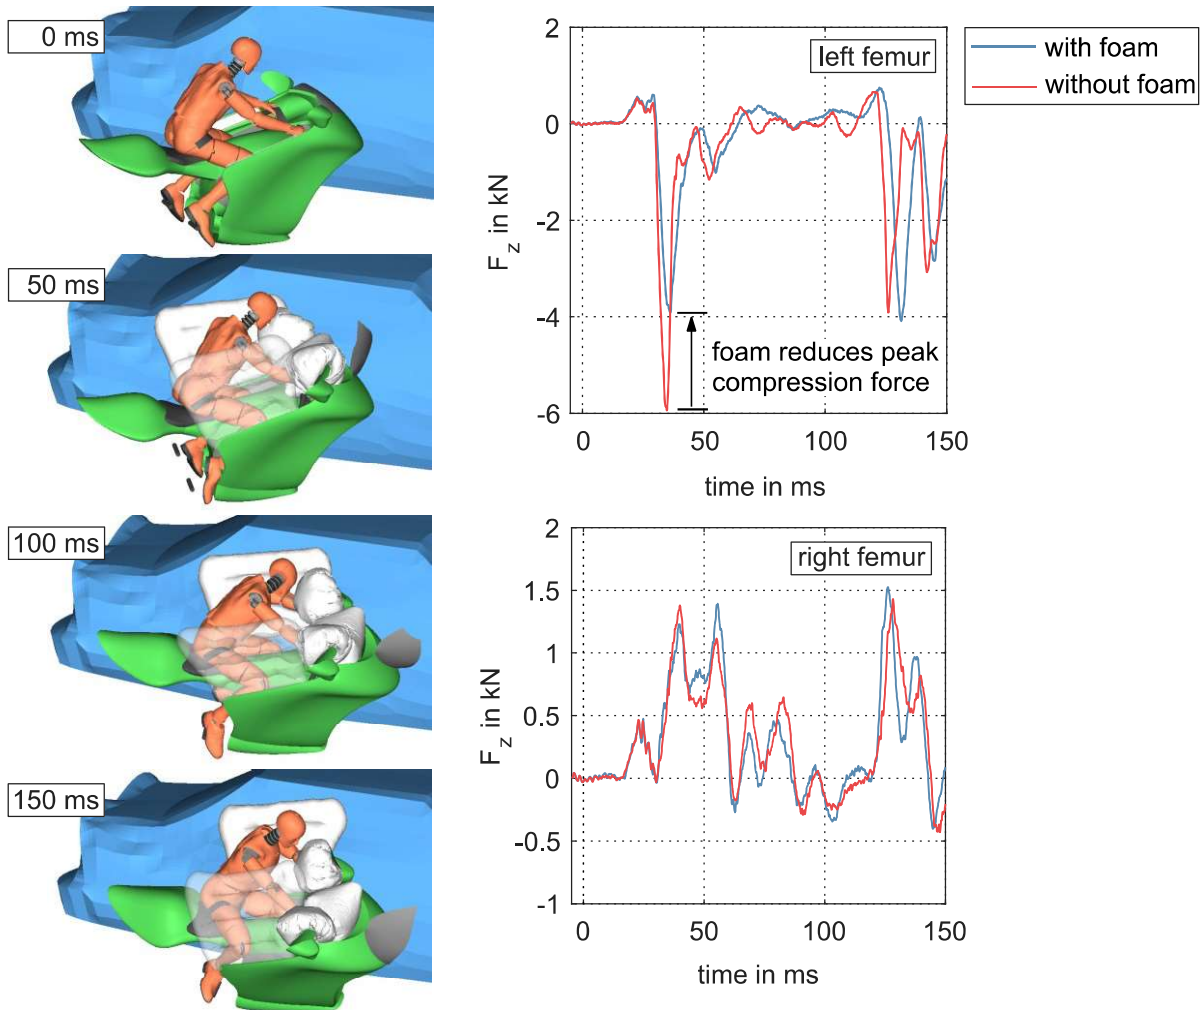 0 ms
50 ms
100 ms
150 ms
2
0
-2
-4
-6
F_z in kN
left femur
foam reduces peak
compression force
0
50
100
150
time in ms
with foam
without foam
2
1.5
1
0.5
0
-0.5
-1
F_z in kN
right femur
0
50
100
150
time in ms